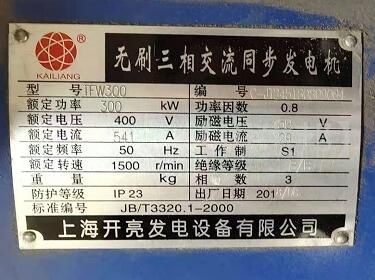 KAILIANG
无刷三相交流同步发电机
型 号 TFW300 编 号
额定功率 300 kW 功率因数 0.8
额定电压 400 V 励磁电压 V
额定电流 541 A 励磁电流 A
额定频率 50 Hz 工作制 S1
额定转速 1500 r/min 绝缘等级
重 量 kg 相 数 3
防护等级 IP23 出厂日期 201
标准编号 JB/T3320.1-2000
上海开亮发电设备有限公司